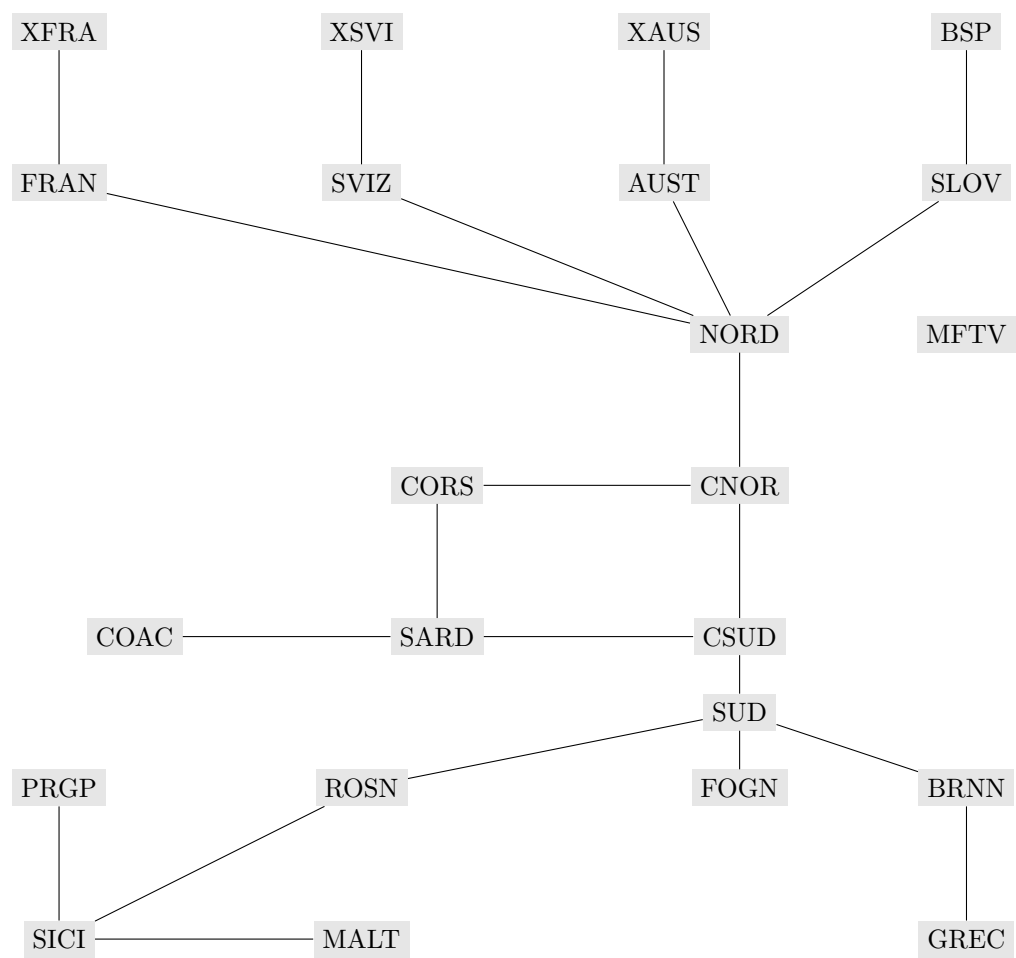 XFRA XSVI XAUS BSP
FRAN SVIZ AUST SLOV
NORD MFTV
CORS CNOR
COAC SARD CSUD
SUD
PRGP ROSN FOGN BRNN
SICI MALT GREC